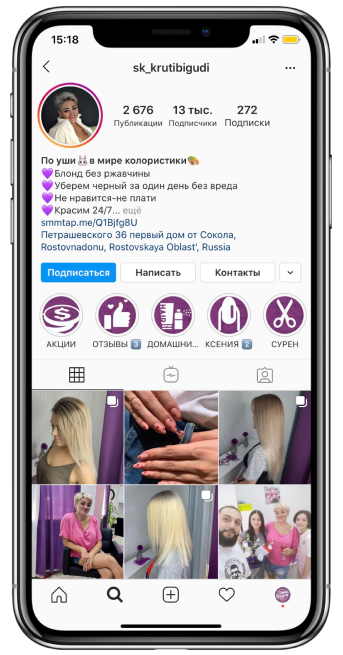 15:18
sk_krutibigudi
2 676
13 тыс.
272
Публикации
Подписчики
Подписки
По уши🐰в мире колористики🎨
💜Блонд без ржавчины
💜Уберем черный за один день без вреда
💜Не нравится-не плати
💜Красим 24/7... ещё
smmtap.me/Q1Bjfg8U
Петрашевского 36 первый дом от Сокола,
Rostovnadonu, Rostovskaya Oblast', Russia
Подписаться
Написать
Контакты
АКЦИИ
ОТЗЫВЫ 3️⃣
ДОМАШНИ...
КСЕНИЯ 2️⃣
СУРЕН